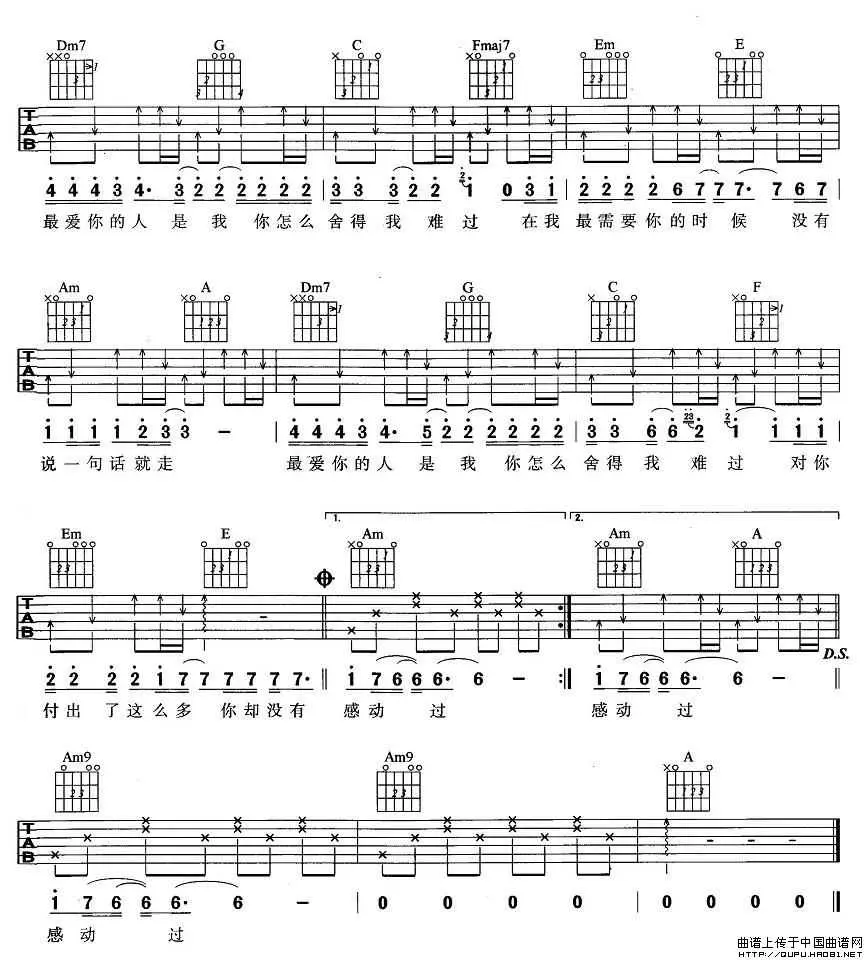 Dm7 G C Fmaj7 Em E
T A B
4 4 4 3 4· 3 2 2 2 2 2 2 | 3 3 3 2 2 2 1 0 3 1 | 2 2 2 2 6 7 7 7· 7 6 7
最爱你的人 是 我 你怎么 舍得我 难过 在我 最需要你的时候 没有
Am A Dm7 G C F
T A B
1 1 1 1 2 3 3 - | 4 4 4 3 4· 5 2 2 2 2 2 2 | 3 3 6 6 23 2 2 1 1 1 1
说一句话就走 最爱你的人 是我 你怎么 舍得我 难过 对你
1. 2.
Em E Am Am A
T A B
D.S.
2 2 2 2 1 7 7 7 7 7 7· || 1 7 6 6 6· 6 - :|| 1 7 6 6 6· 6 - ||
付出了这么多 你却没有 感动 过 感动 过
Am9 Am9 A
T A B
1 7 6 6 6· 6 - | 0 0 0 0 | 0 0 0 0 ||
感动 过
曲谱上传于中国曲谱网
HTTP://QUPU.HAO81.NET